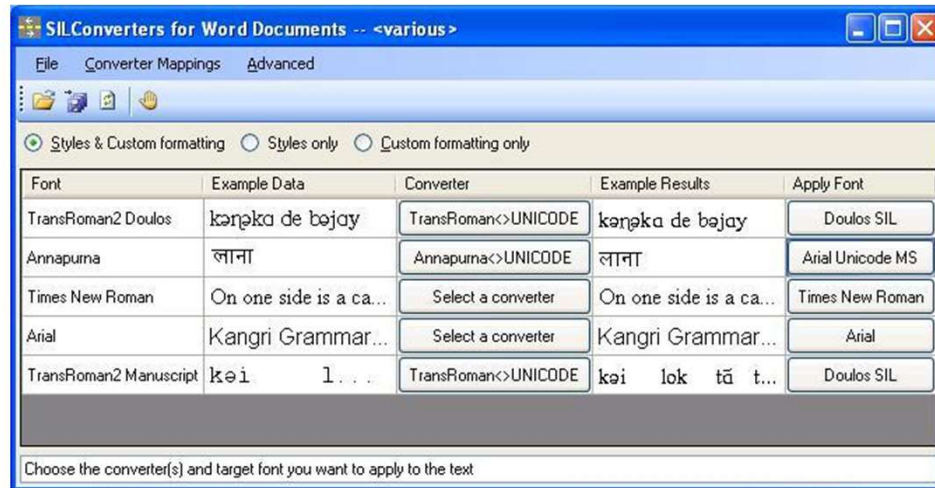 SILConverters for Word Documents -- <various>
File Converter Mappings Advanced
Styles & Custom formatting Styles only Custom formatting only
Font Example Data Converter Example Results Apply Font
TransRoman2 Doulos kəṇəka de bəjay TransRoman<>UNICODE kəṇəka de bəjay Doulos SIL
Annapurna लाना Annapurna<>UNICODE लाना Arial Unicode MS
Times New Roman On one side is a ca... Select a converter On one side is a ca... Times New Roman
Arial Kangri Grammar... Select a converter Kangri Grammar... Arial
TransRoman2 Manuscript kəi l... TransRoman<>UNICODE kəi lok tã t... Doulos SIL
Choose the converter(s) and target font you want to apply to the text